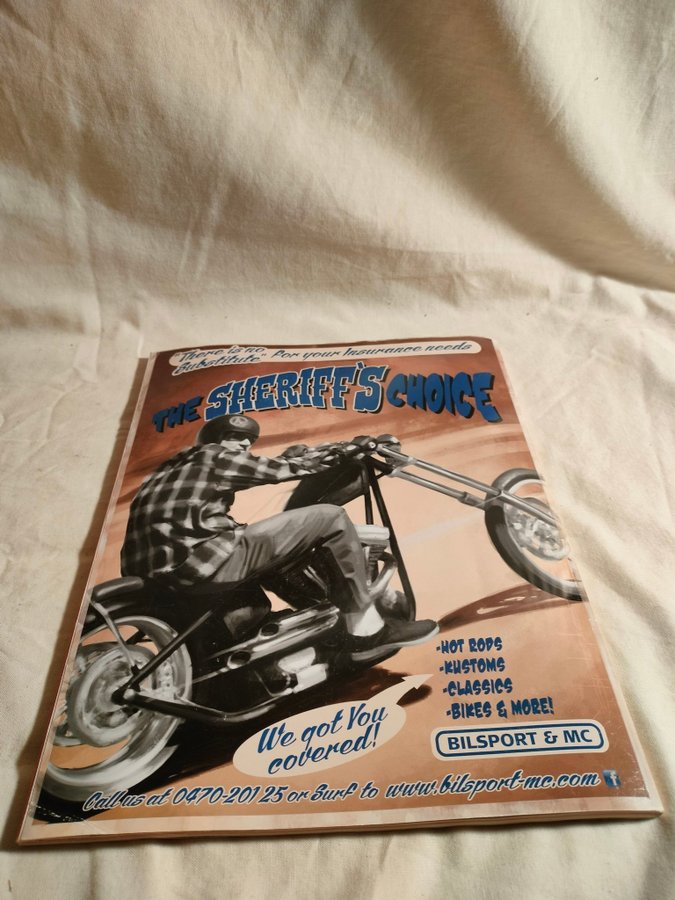 "There is no
Substitute" for your Insurance needs
THE SHERIFF'S CHOICE
-HOT RODS
-KUSTOMS
-CLASSICS
-BIKES & MORE!
We got You
covered!
BILSPORT & MC
Call us at 0470-201 25 or Surf to www.bilsport-mc.com f